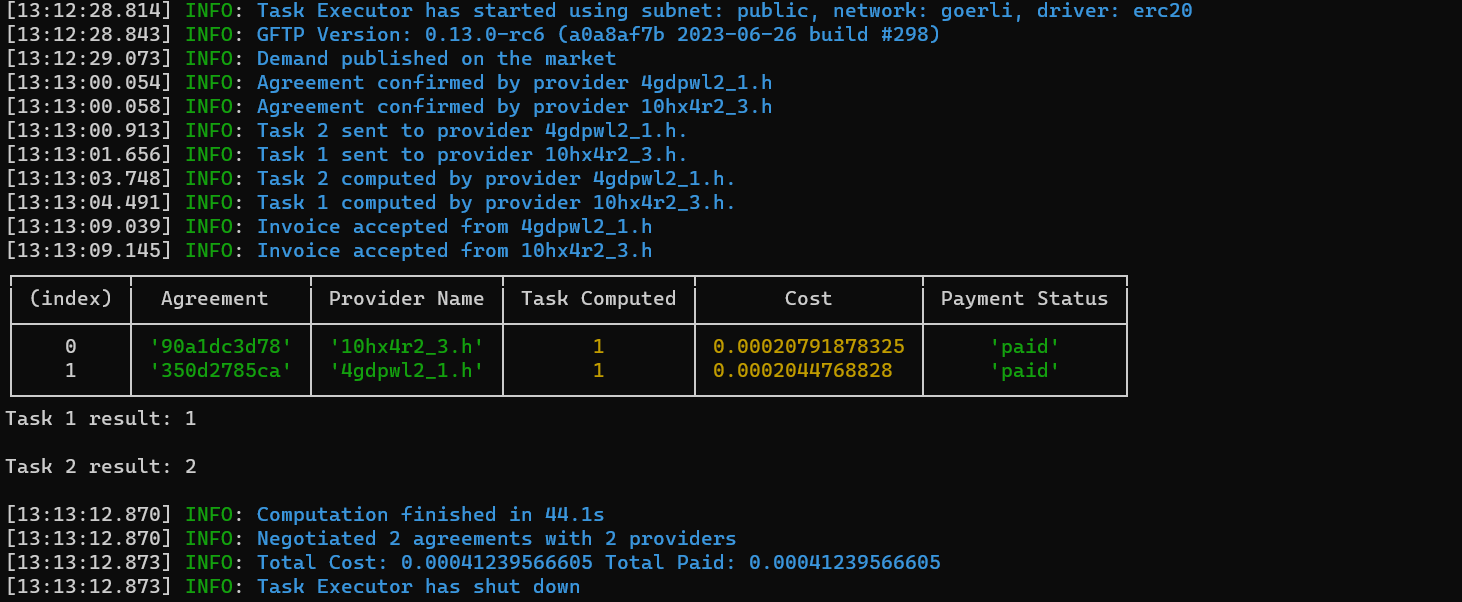 [13:12:28.814] INFO: Task Executor has started using subnet: public, network: goerli, driver: erc20
[13:12:28.843] INFO: GFTP Version: 0.13.0-rc6 (a0a8af7b 2023-06-26 build #298)
[13:12:29.073] INFO: Demand published on the market
[13:13:00.054] INFO: Agreement confirmed by provider 4gdpwl2_1.h
[13:13:00.058] INFO: Agreement confirmed by provider 10hx4r2_3.h
[13:13:00.913] INFO: Task 2 sent to provider 4gdpwl2_1.h.
[13:13:01.656] INFO: Task 1 sent to provider 10hx4r2_3.h.
[13:13:03.748] INFO: Task 2 computed by provider 4gdpwl2_1.h.
[13:13:04.491] INFO: Task 1 computed by provider 10hx4r2_3.h.
[13:13:09.039] INFO: Invoice accepted from 4gdpwl2_1.h
[13:13:09.145] INFO: Invoice accepted from 10hx4r2_3.h
(index) Agreement Provider Name Task Computed Cost Payment Status
0 '90a1dc3d78' '10hx4r2_3.h' 1 0.00020791878325 'paid'
1 '350d2785ca' '4gdpwl2_1.h' 1 0.0002044768828 'paid'
Task 1 result: 1
Task 2 result: 2
[13:13:12.870] INFO: Computation finished in 44.1s
[13:13:12.870] INFO: Negotiated 2 agreements with 2 providers
[13:13:12.873] INFO: Total Cost: 0.00041239566605 Total Paid: 0.00041239566605
[13:13:12.873] INFO: Task Executor has shut down